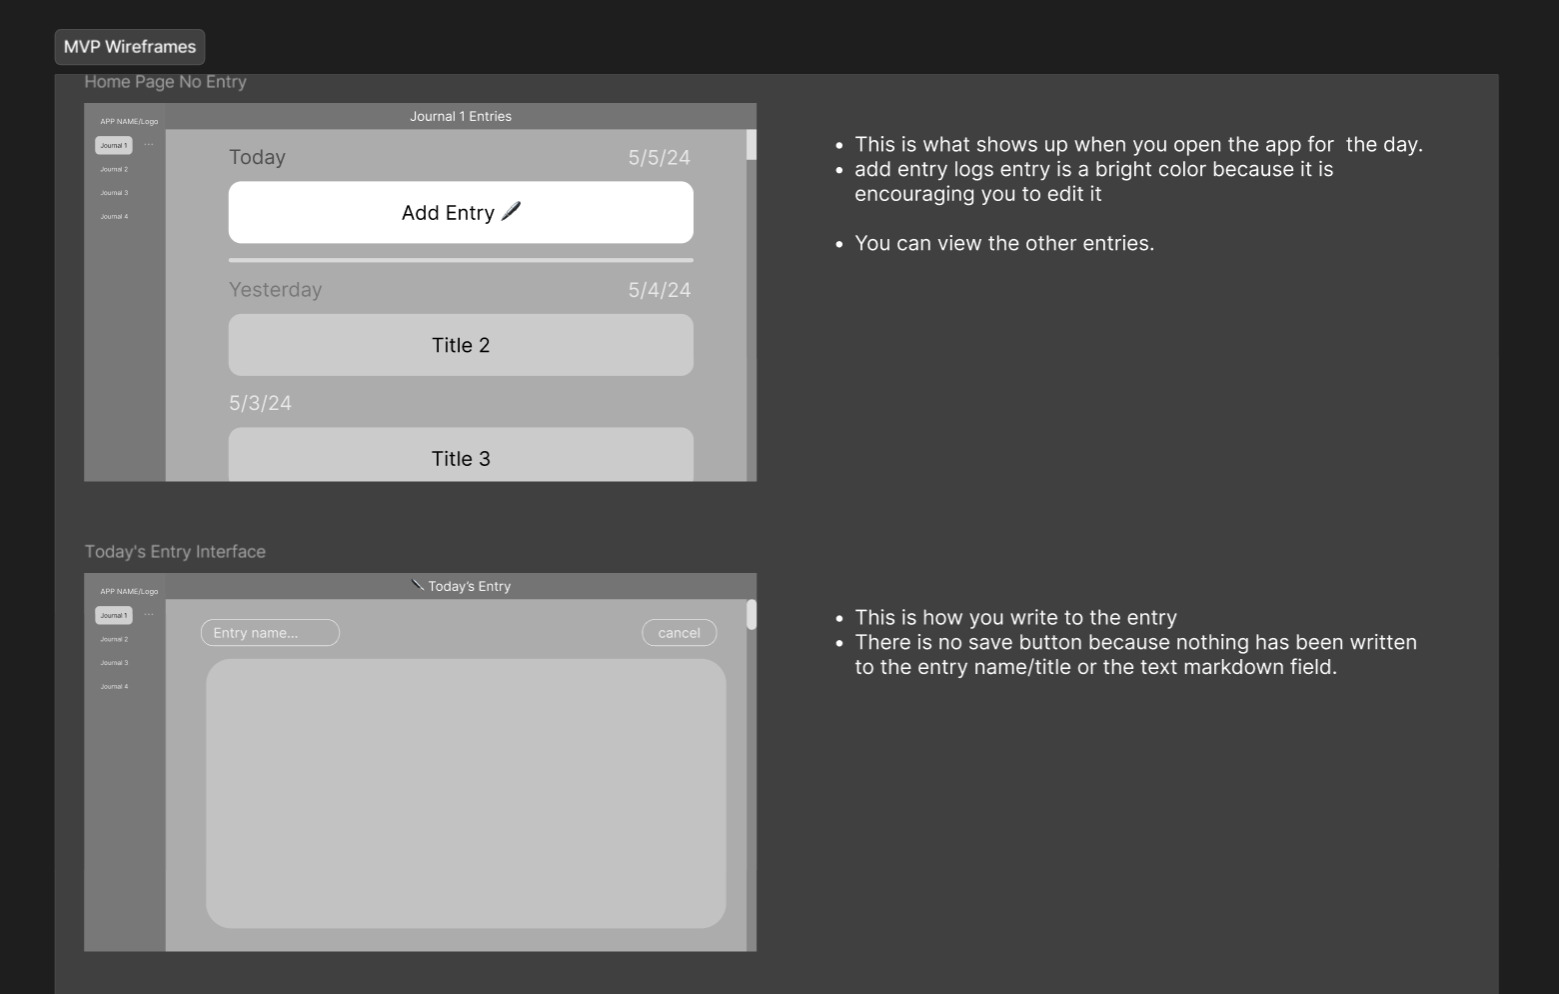 MVP Wireframes
Home Page No Entry
APP NAME/Logo
Journal 1 ...
Journal 2
Journal 3
Journal 4
Journal 1 Entries
Today 5/5/24
Add Entry
Yesterday 5/4/24
Title 2
5/3/24
Title 3
• This is what shows up when you open the app for  the day.
• add entry logs entry is a bright color because it is
encouraging you to edit it
• You can view the other entries.
Today's Entry Interface
APP NAME/Logo
Journal 1 ...
Journal 2
Journal 3
Journal 4
Today's Entry
Entry name... cancel
• This is how you write to the entry
• There is no save button because nothing has been written
to the entry name/title or the text markdown field.